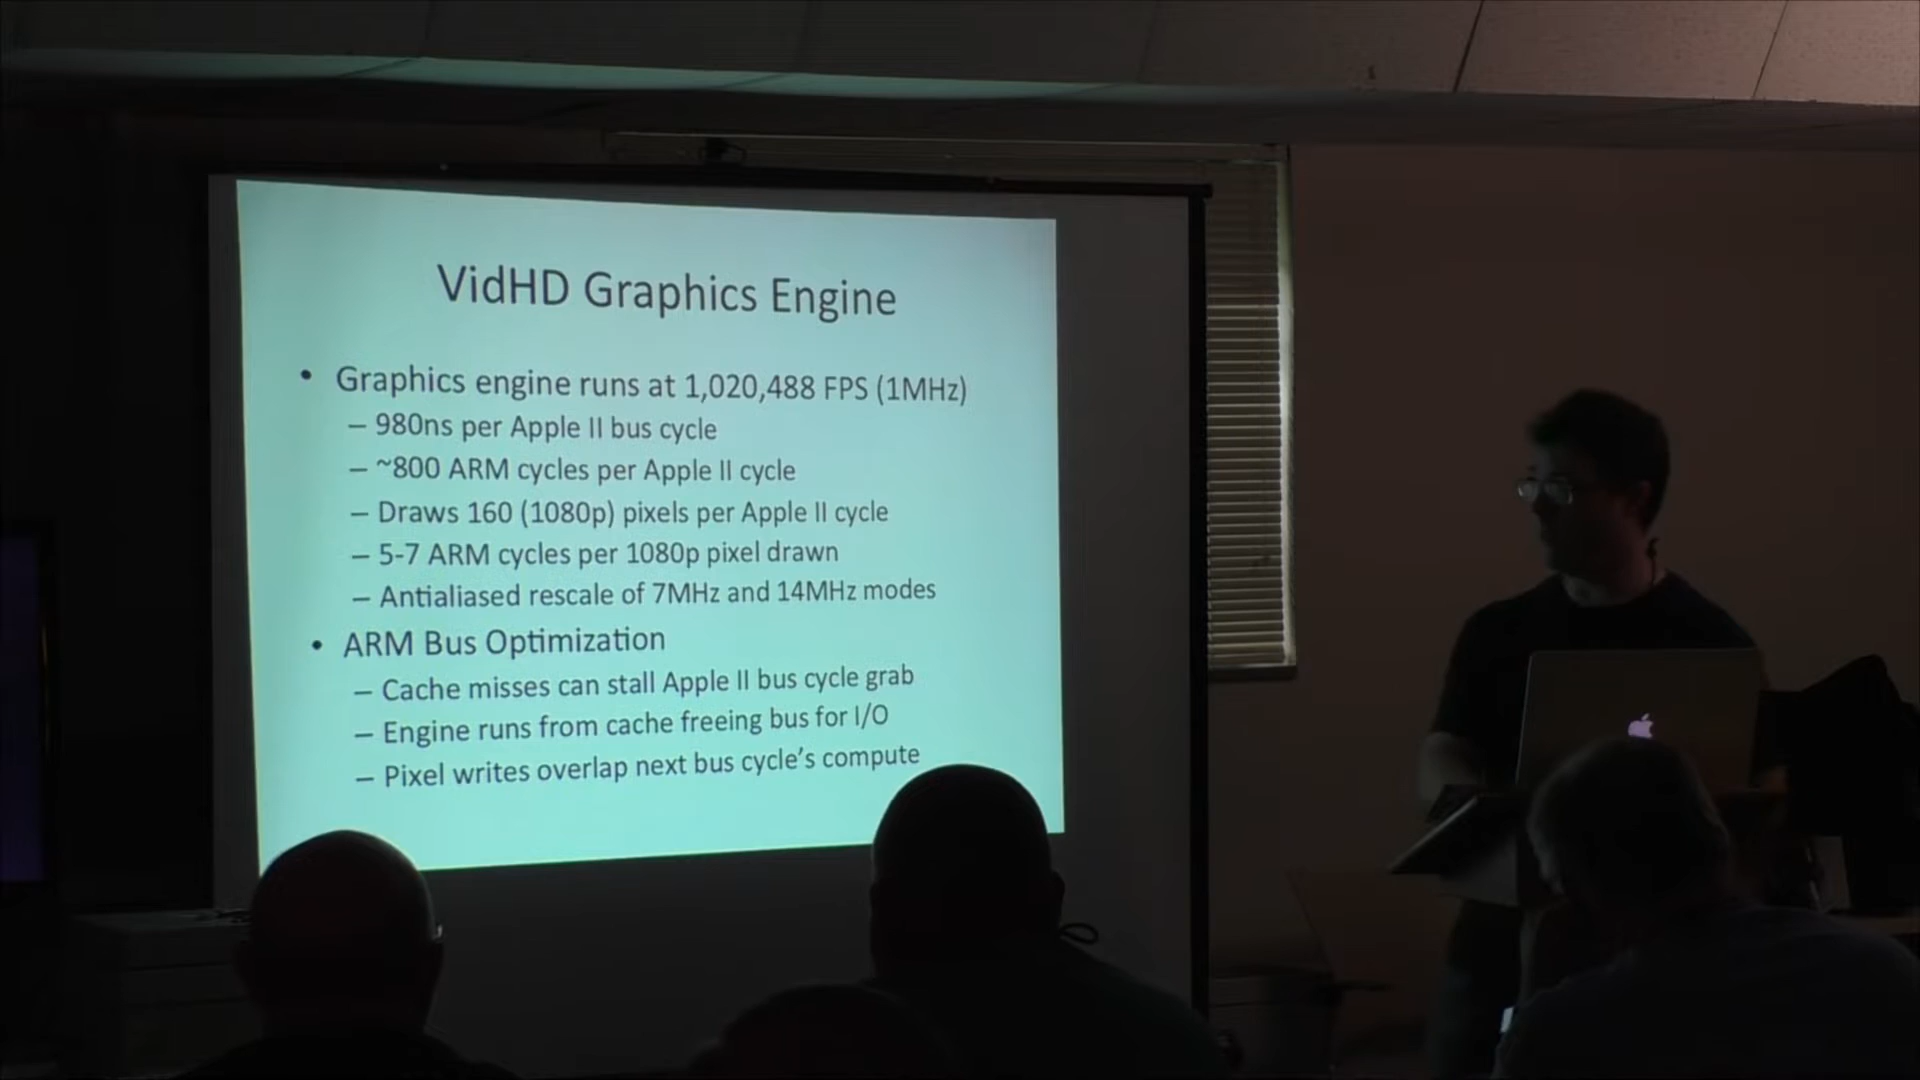 VidHD Graphics Engine
• Graphics engine runs at 1,020,488 FPS (1MHz)
– 980ns per Apple II bus cycle
– ~800 ARM cycles per Apple II cycle
– Draws 160 (1080p) pixels per Apple II cycle
– 5-7 ARM cycles per 1080p pixel drawn
– Antialiased rescale of 7MHz and 14MHz modes
• ARM Bus Optimization
– Cache misses can stall Apple II bus cycle grab
– Engine runs from cache freeing bus for I/O
– Pixel writes overlap next bus cycle’s compute